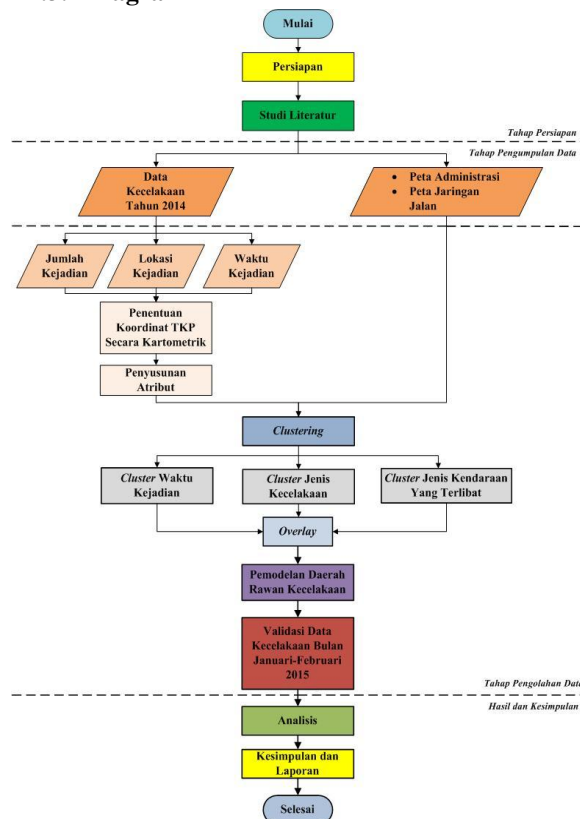 Mulai
Persiapan
Studi Literatur
Tahap Persiapan
Tahap Pengumpulan Data
Data
Kecelakaan
Tahun 2014
• Peta Administrasi
• Peta Jaringan
Jalan
Jumlah
Kejadian
Lokasi
Kejadian
Waktu
Kejadian
Penentuan
Koordinat TKP
Secara Kartometrik
Penyusunan
Atribut
Clustering
Cluster Waktu
Kejadian
Cluster Jenis
Kecelakaan
Cluster Jenis Kendaraan
Yang Terlibat
Overlay
Pemodelan Daerah
Rawan Kecelakaan
Validasi Data
Kecelakaan Bulan
Januari-Februari
2015
Tahap Pengolahan Data
Hasil dan Kesimpulan
Analisis
Kesimpulan dan
Laporan
Selesai